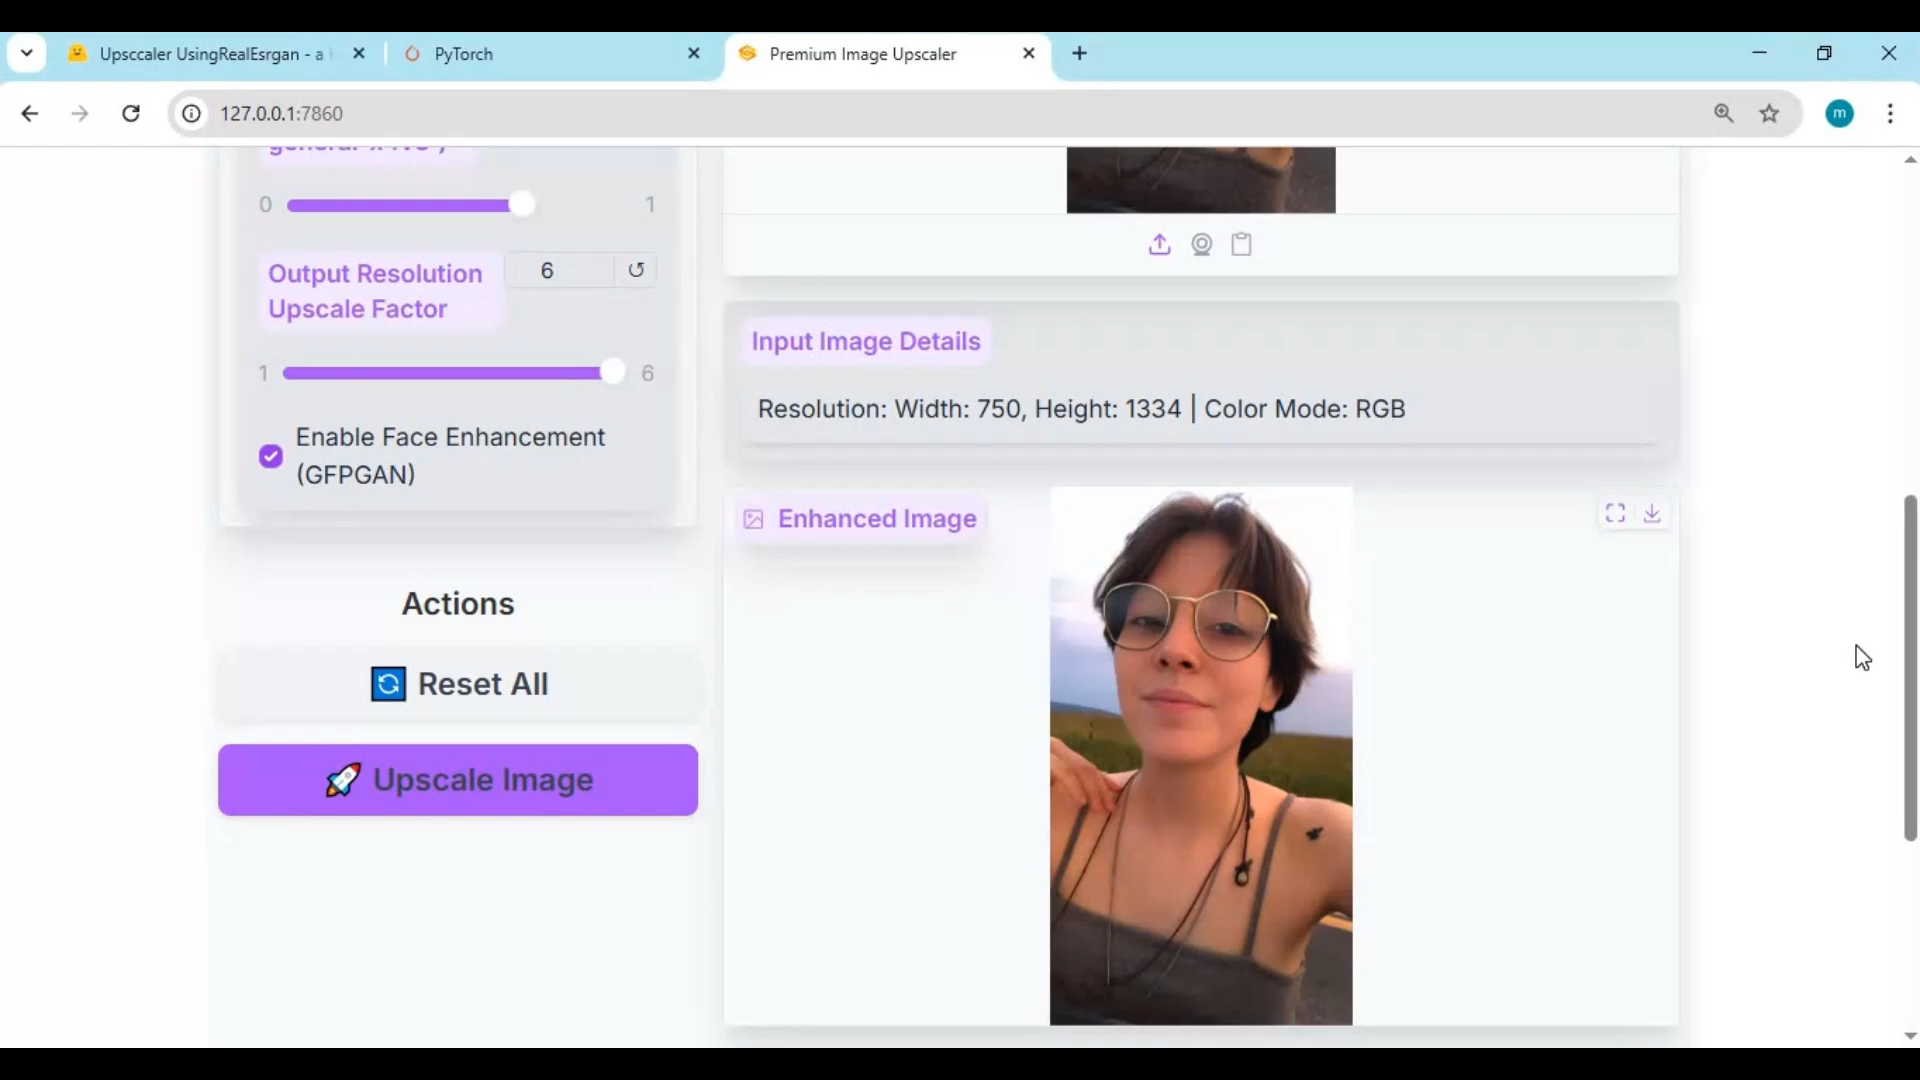 Upsccaler UsingRealEsrgan - a
PyTorch
Premium Image Upscaler
127.0.0.1:7860
m
0
1
Output Resolution
Upscale Factor
6
1
6
Enable Face Enhancement
(GFPGAN)
Actions
Reset All
Upscale Image
Input Image Details
Resolution: Width: 750, Height: 1334 | Color Mode: RGB
Enhanced Image